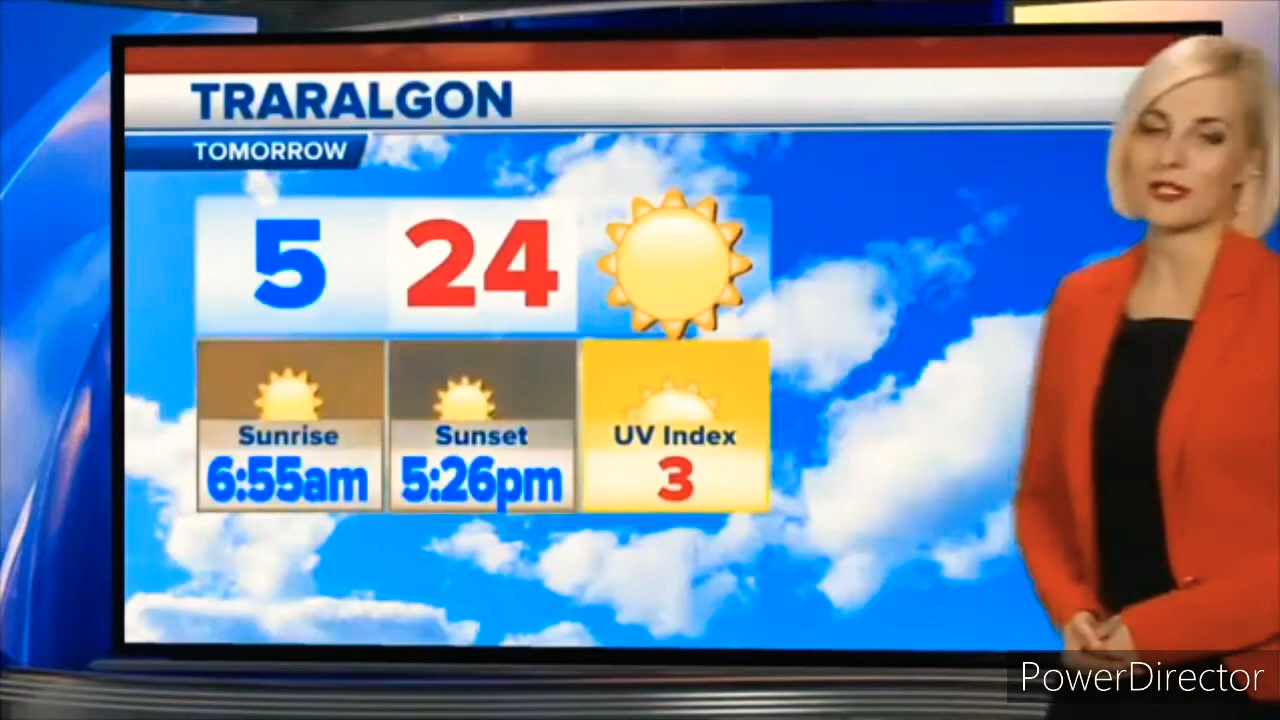 TRARALGON
TOMORROW
5 24
Sunrise Sunset UV Index
6:55am 5:26pm 3
PowerDirector